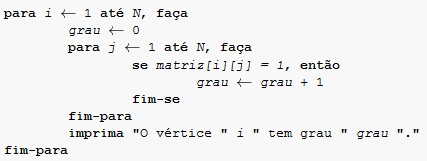 para i ← 1 até N, faça
grau ← 0
para j ← 1 até N, faça
se matriz[i][j] = 1, então
grau ← grau + 1
fim-se
fim-para
imprima "O vértice " i " tem grau " grau "."
fim-para